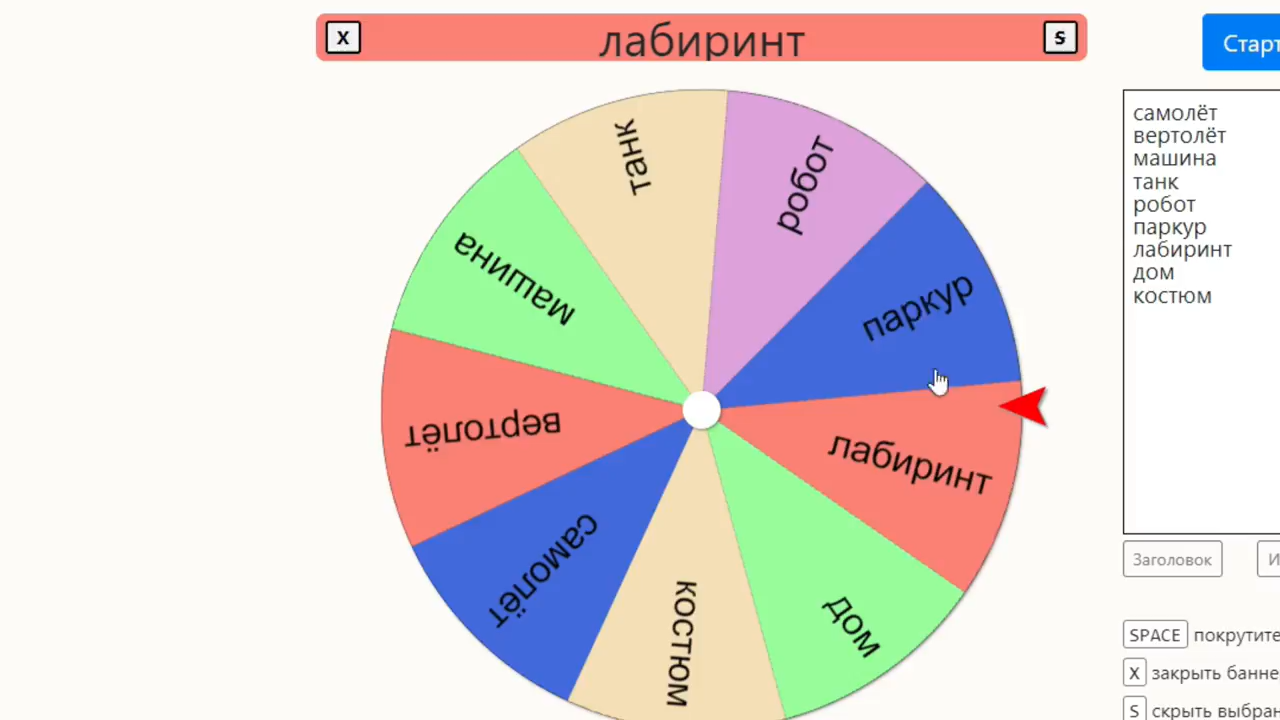 X
лабиринт
S
Старт
самолёт
вертолёт
машина
танк
робот
паркур
лабиринт
дом
костюм
танк
робот
машина
паркур
вертолёт
лабиринт
самолёт
костюм
дом
Заголовок
И
SPACE покрутите
X закрыть банне
S скрыть выбран